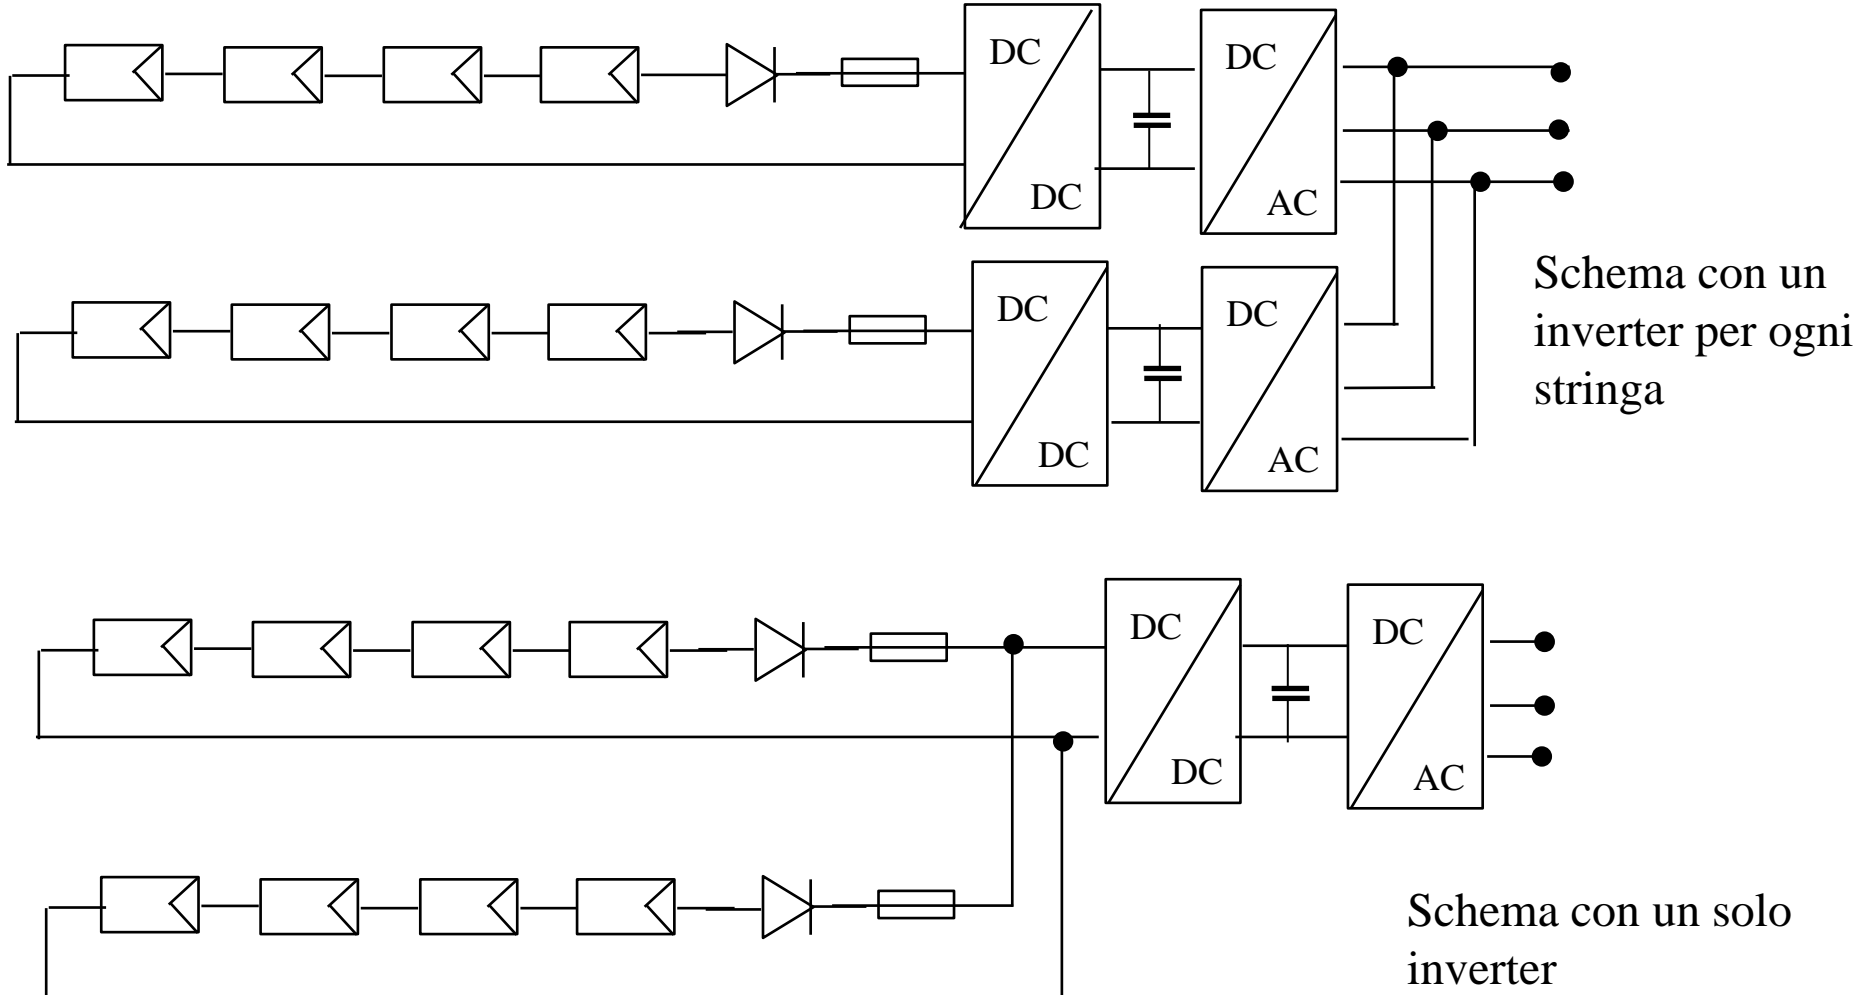 DC
DC
DC
AC
Schema con un
inverter per ogni
stringa
DC
DC
DC
AC
DC
DC
DC
AC
Schema con un solo
inverter